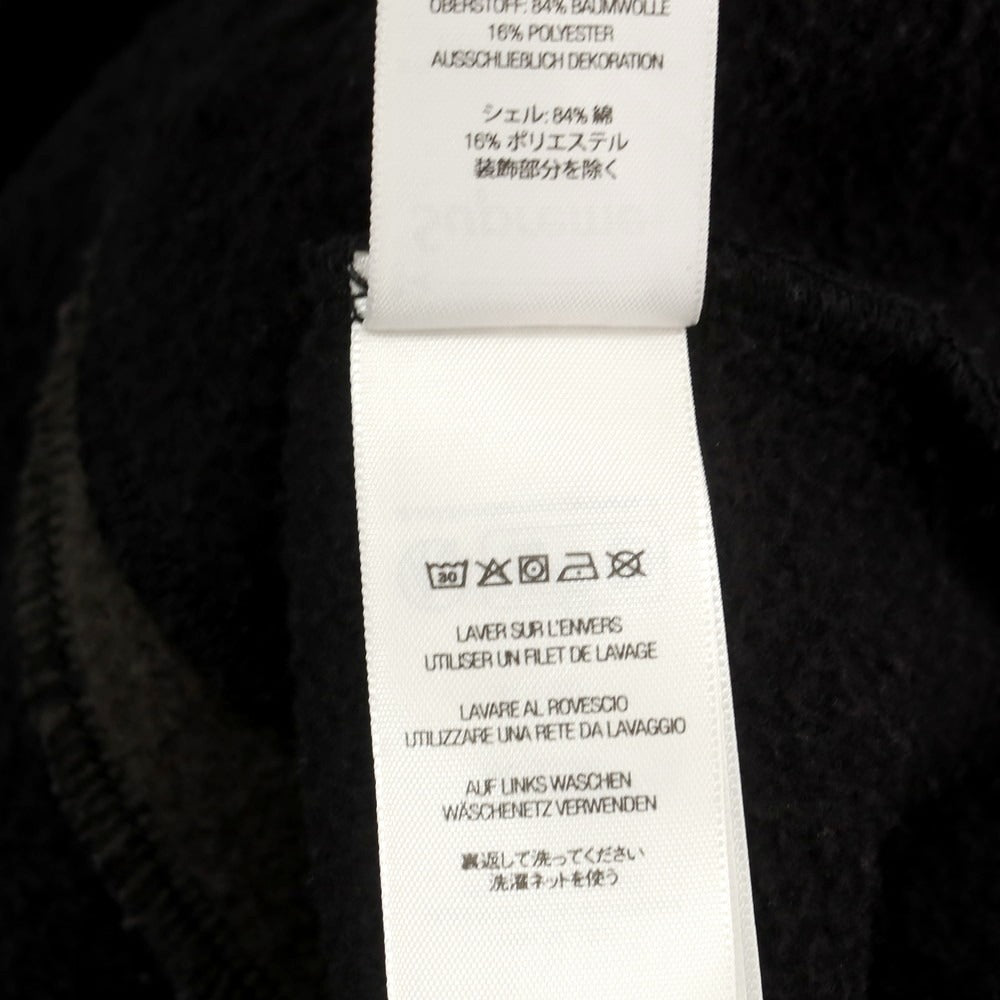 OBERSTOFF: 84% BAUMWOLLE
16% POLYESTER
AUSSCHLIEBLICH DEKORATION
シェル: 84% 綿
16% ポリエステル
装飾部分を除く
30
LAVER SUR L'ENVERS
UTILISER UN FILET DE LAVAGE
LAVARE AL ROVESCIO
UTILIZZARE UNA RETE DA LAVAGGIO
AUF LINKS WASCHEN
WÄSCHENETZ VERWENDEN
裏返して洗ってください
洗濯ネットを使う